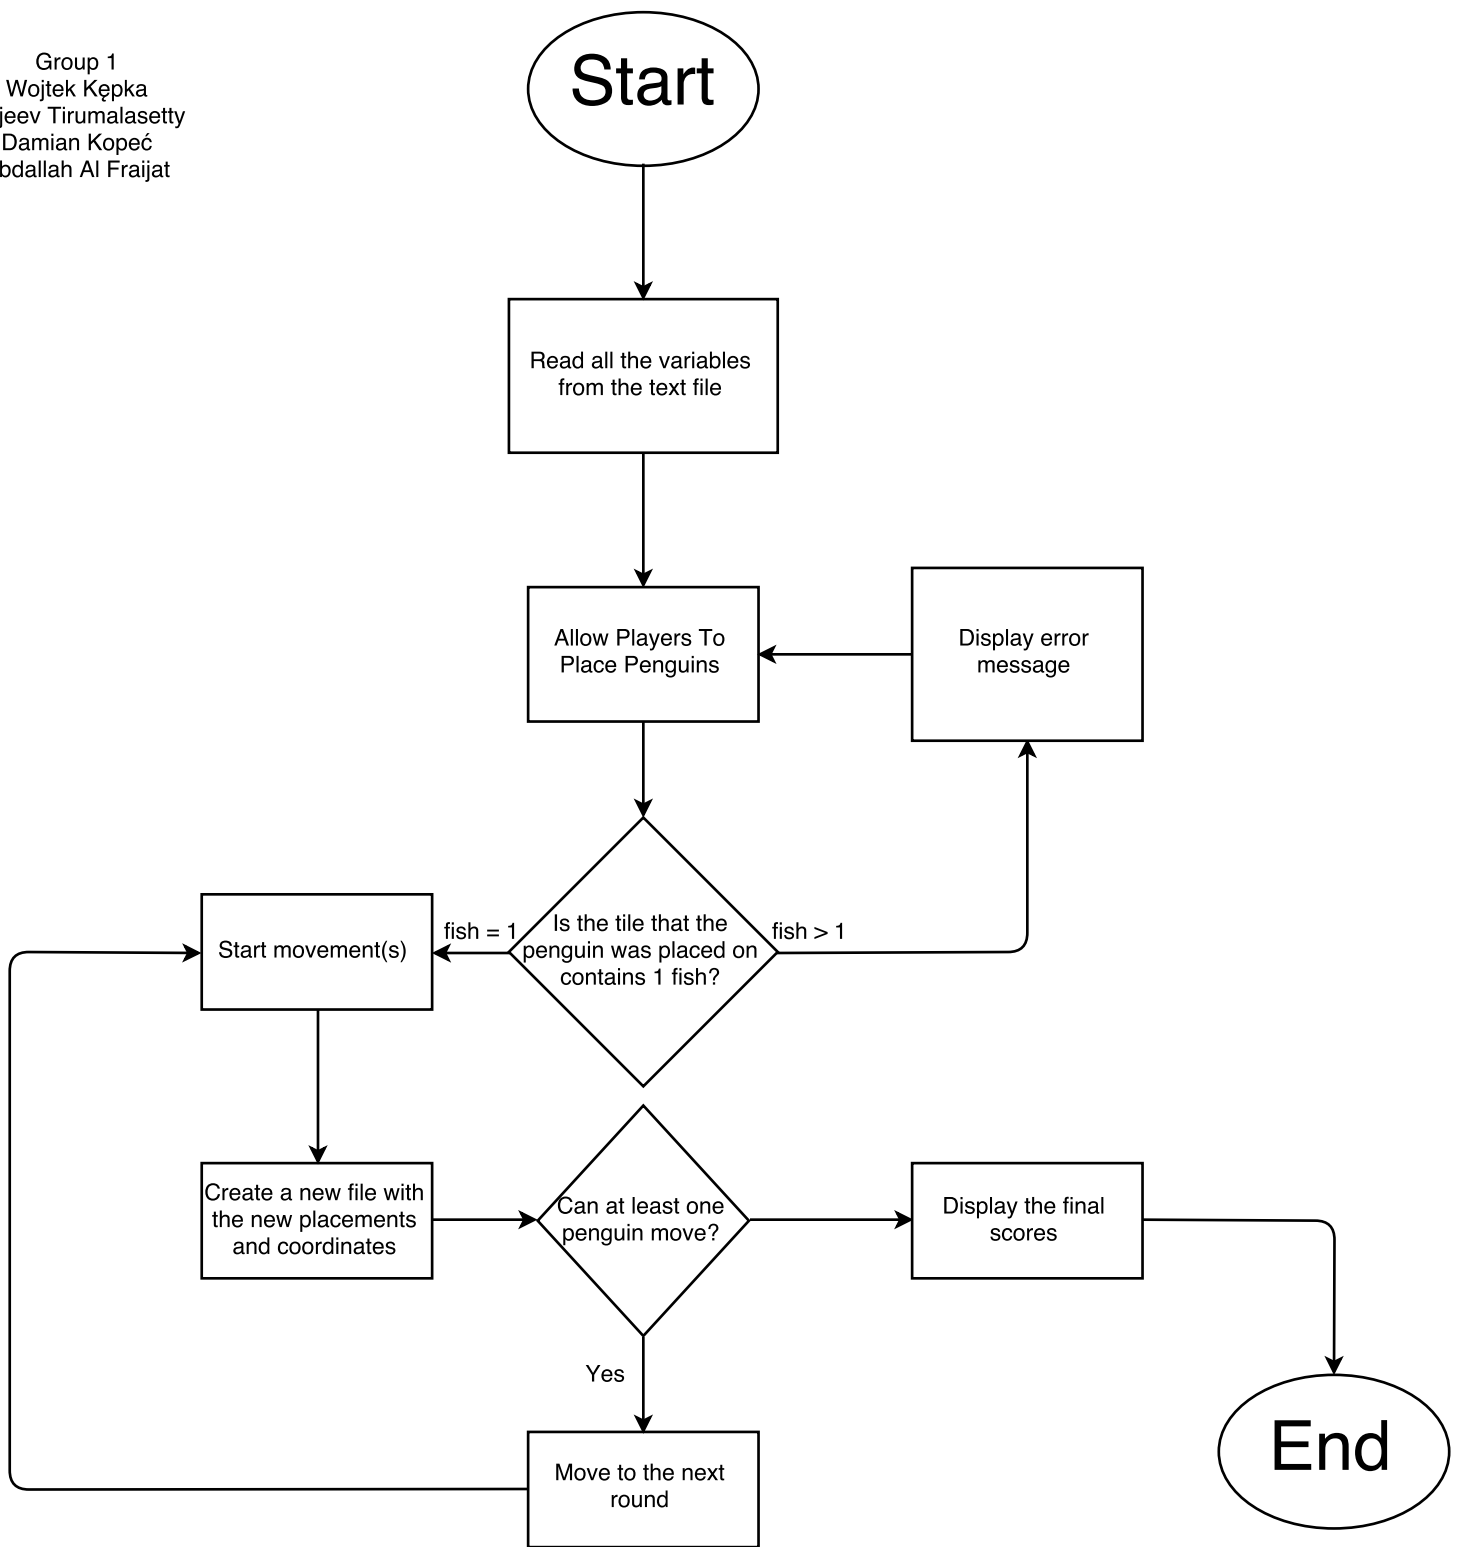 Group 1
Wojtek Kępka
Tirumalasetty
Damian Kopeć
Al Fraijat
Start
Read all the variables
from the text file
Allow Players To
Place Penguins
Display error
message
Is the tile that the
penguin was placed on
contains 1 fish?
fish = 1
fish > 1
Start movement(s)
Create a new file with
the new placements
and coordinates
Can at least one
penguin move?
Display the final
scores
Yes
Move to the next
round
End